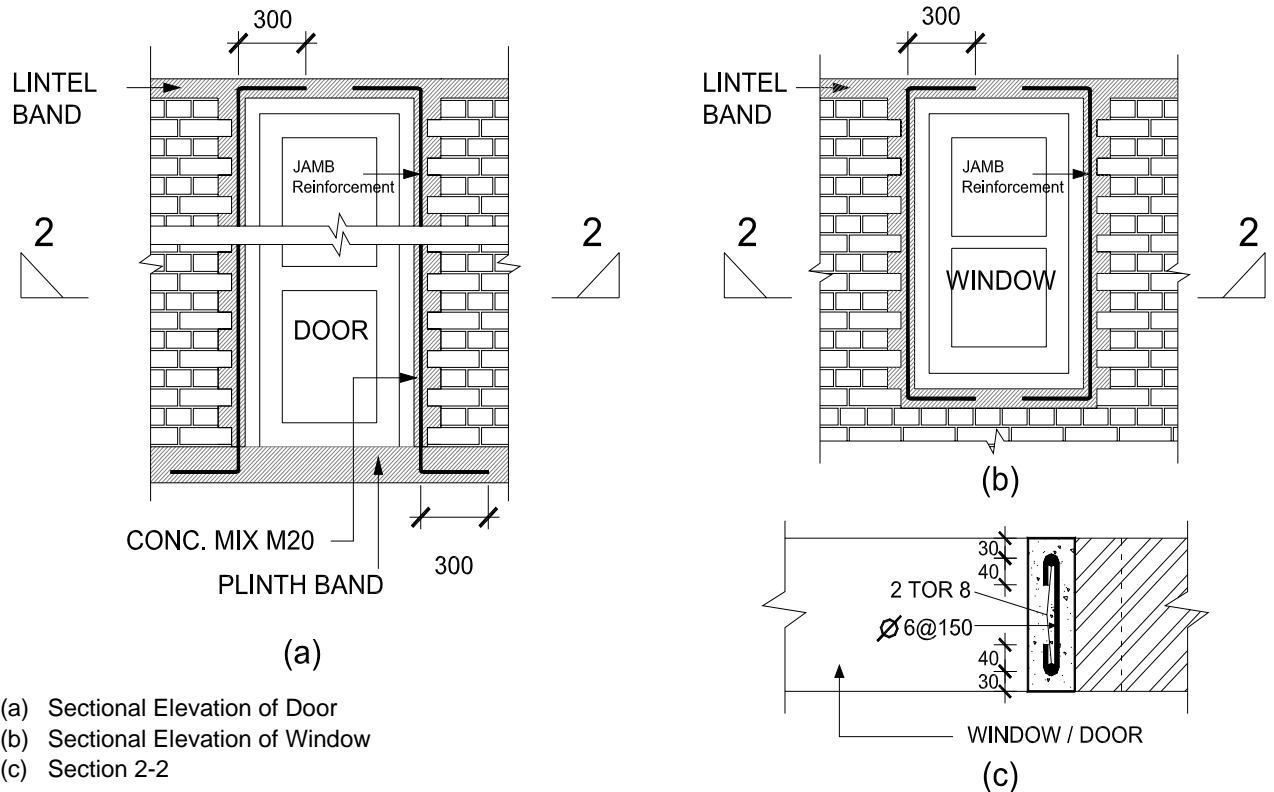 300
LINTEL
BAND
JAMB
Reinforcement
2
2
DOOR
CONC. MIX M20
PLINTH BAND
300
(a)
300
LINTEL
BAND
JAMB
Reinforcement
2
2
WINDOW
(b)
30
40
2 TOR 8
Ø 6@150
40
30
WINDOW / DOOR
(c)
(a) Sectional Elevation of Door
(b) Sectional Elevation of Window
(c) Section 2-2